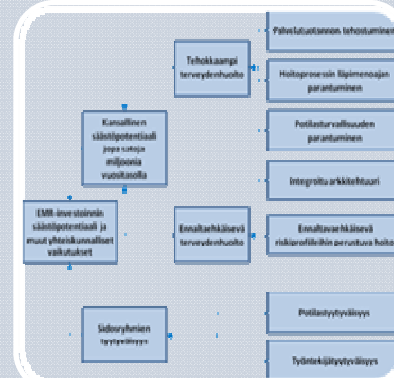 Palvelutuotannon tehostuminen
Tehokkaampi
terveydenhuolto
Hoitoprosessin läpimenoajan
parantuminen
Kansallinen
säästöpotentiaali
jopa satoja
miljoonia
vuositasolla
Potilasturvallisuuden
parantuminen
Integroitu arkkitehtuuri
EMR-investoinnin
säästöpotentiaali ja
muut yhteiskunnalliset
vaikutukset
Ennaltaehkäisevä
terveydenhuolto
Ennaltaehkäisevä
riskiprofiileihin perustuva hoito
Sidosryhmien
tyytyväisyys
Potilastyytyväisyys
Työntekijätyytyväisyys